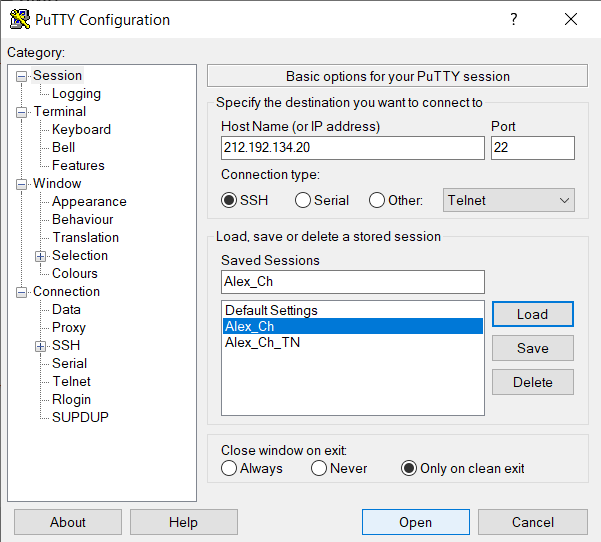 PuTTY Configuration
?
Category:
Session
Logging
Terminal
Keyboard
Bell
Features
Window
Appearance
Behaviour
Translation
Selection
Colours
Connection
Data
Proxy
SSH
Serial
Telnet
Rlogin
SUPDUP
Basic options for your PuTTY session
Specify the destination you want to connect to
Host Name (or IP address) Port
212.192.134.20 22
Connection type:
SSH Serial Other: Telnet
Load, save or delete a stored session
Saved Sessions
Alex_Ch
Default Settings
Alex_Ch
Alex_Ch_TN
Load
Save
Delete
Close window on exit:
Always Never Only on clean exit
About Help Open Cancel